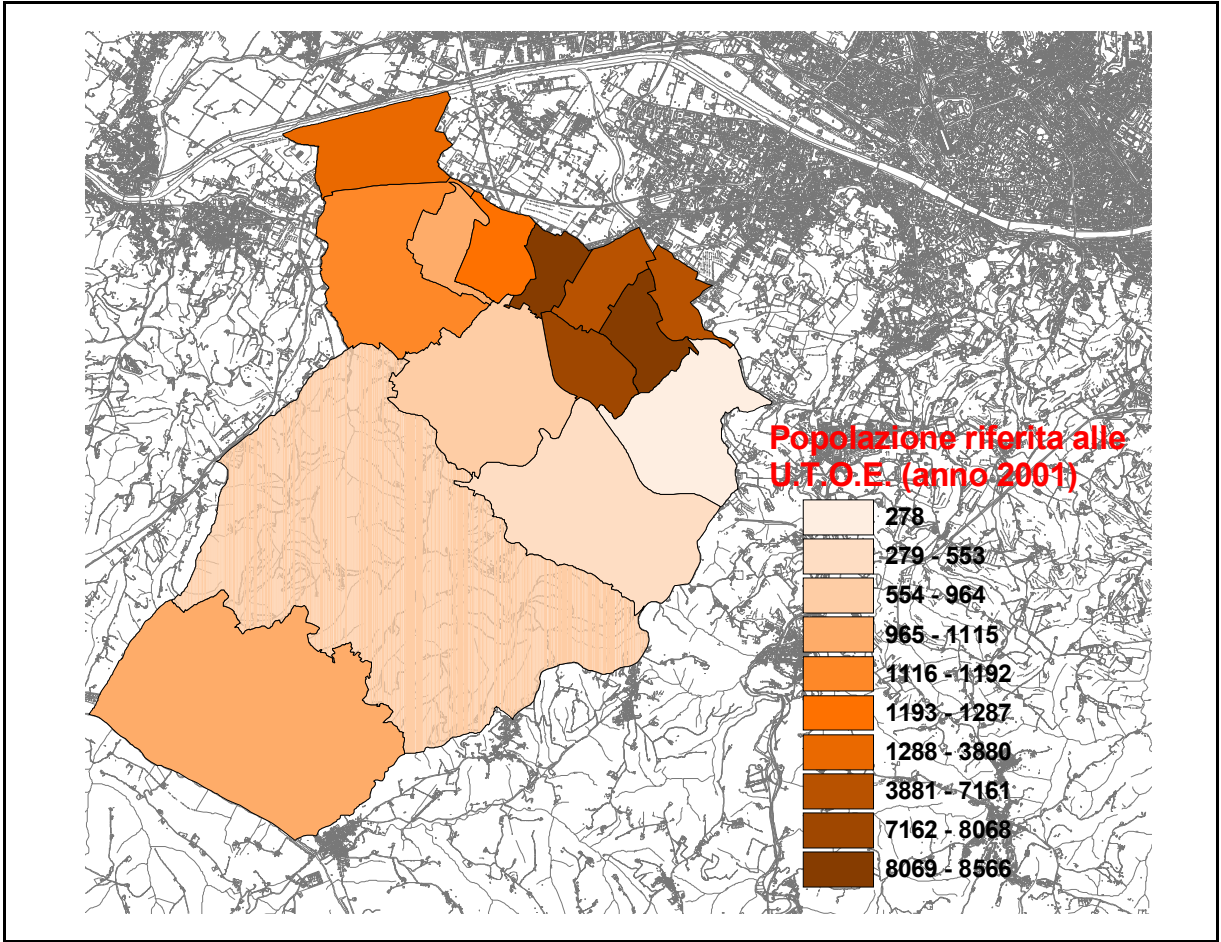 Popolazione riferita alle
U.T.O.E. (anno 2001)
278
279 - 553
554 - 964
965 - 1115
1116 - 1192
1193 - 1287
1288 - 3880
3881 - 7161
7162 - 8068
8069 - 8566